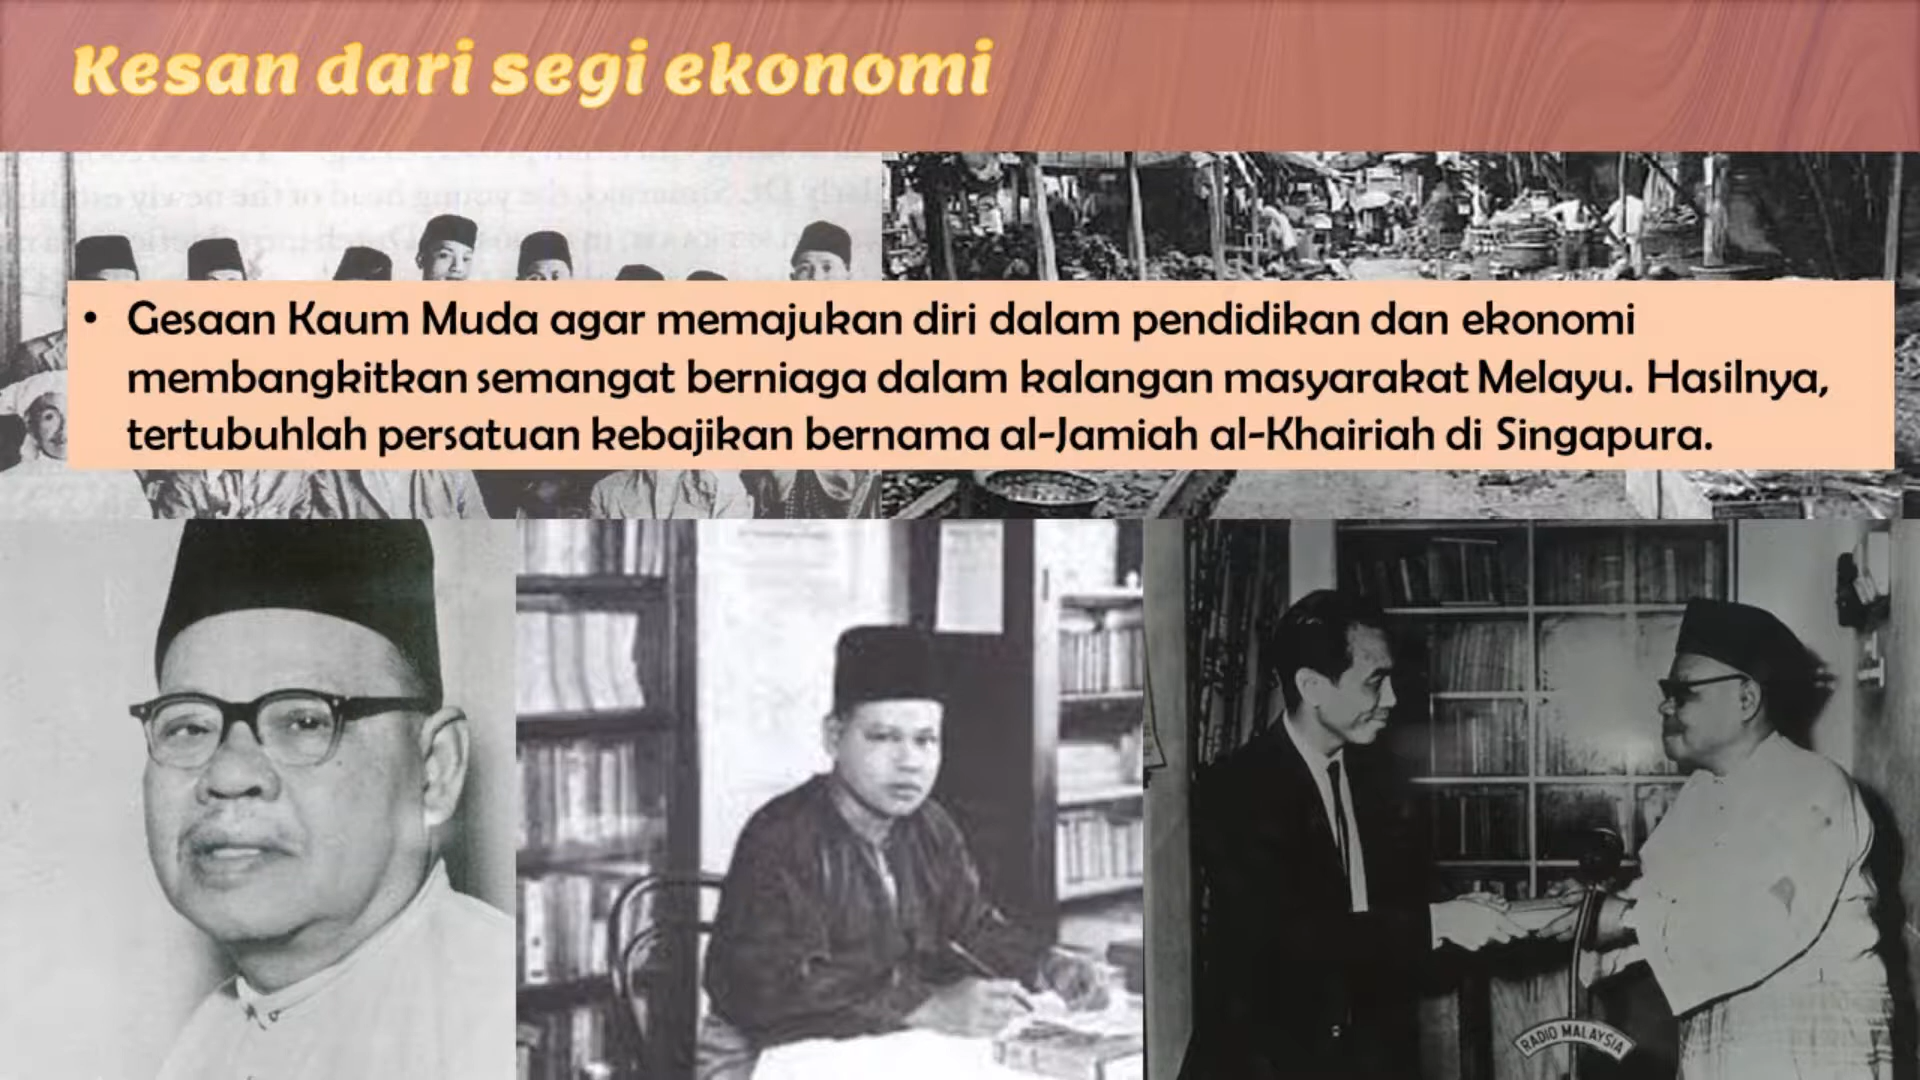 Kesan dari segi ekonomi
• Gesaan Kaum Muda agar memajukan diri dalam pendidikan dan ekonomi
membangkitkan semangat berniaga dalam kalangan masyarakat Melayu. Hasilnya,
tertubuhlah persatuan kebajikan bernama al-Jamiah al-Khairiah di Singapura.
RADIO MALAYSIA